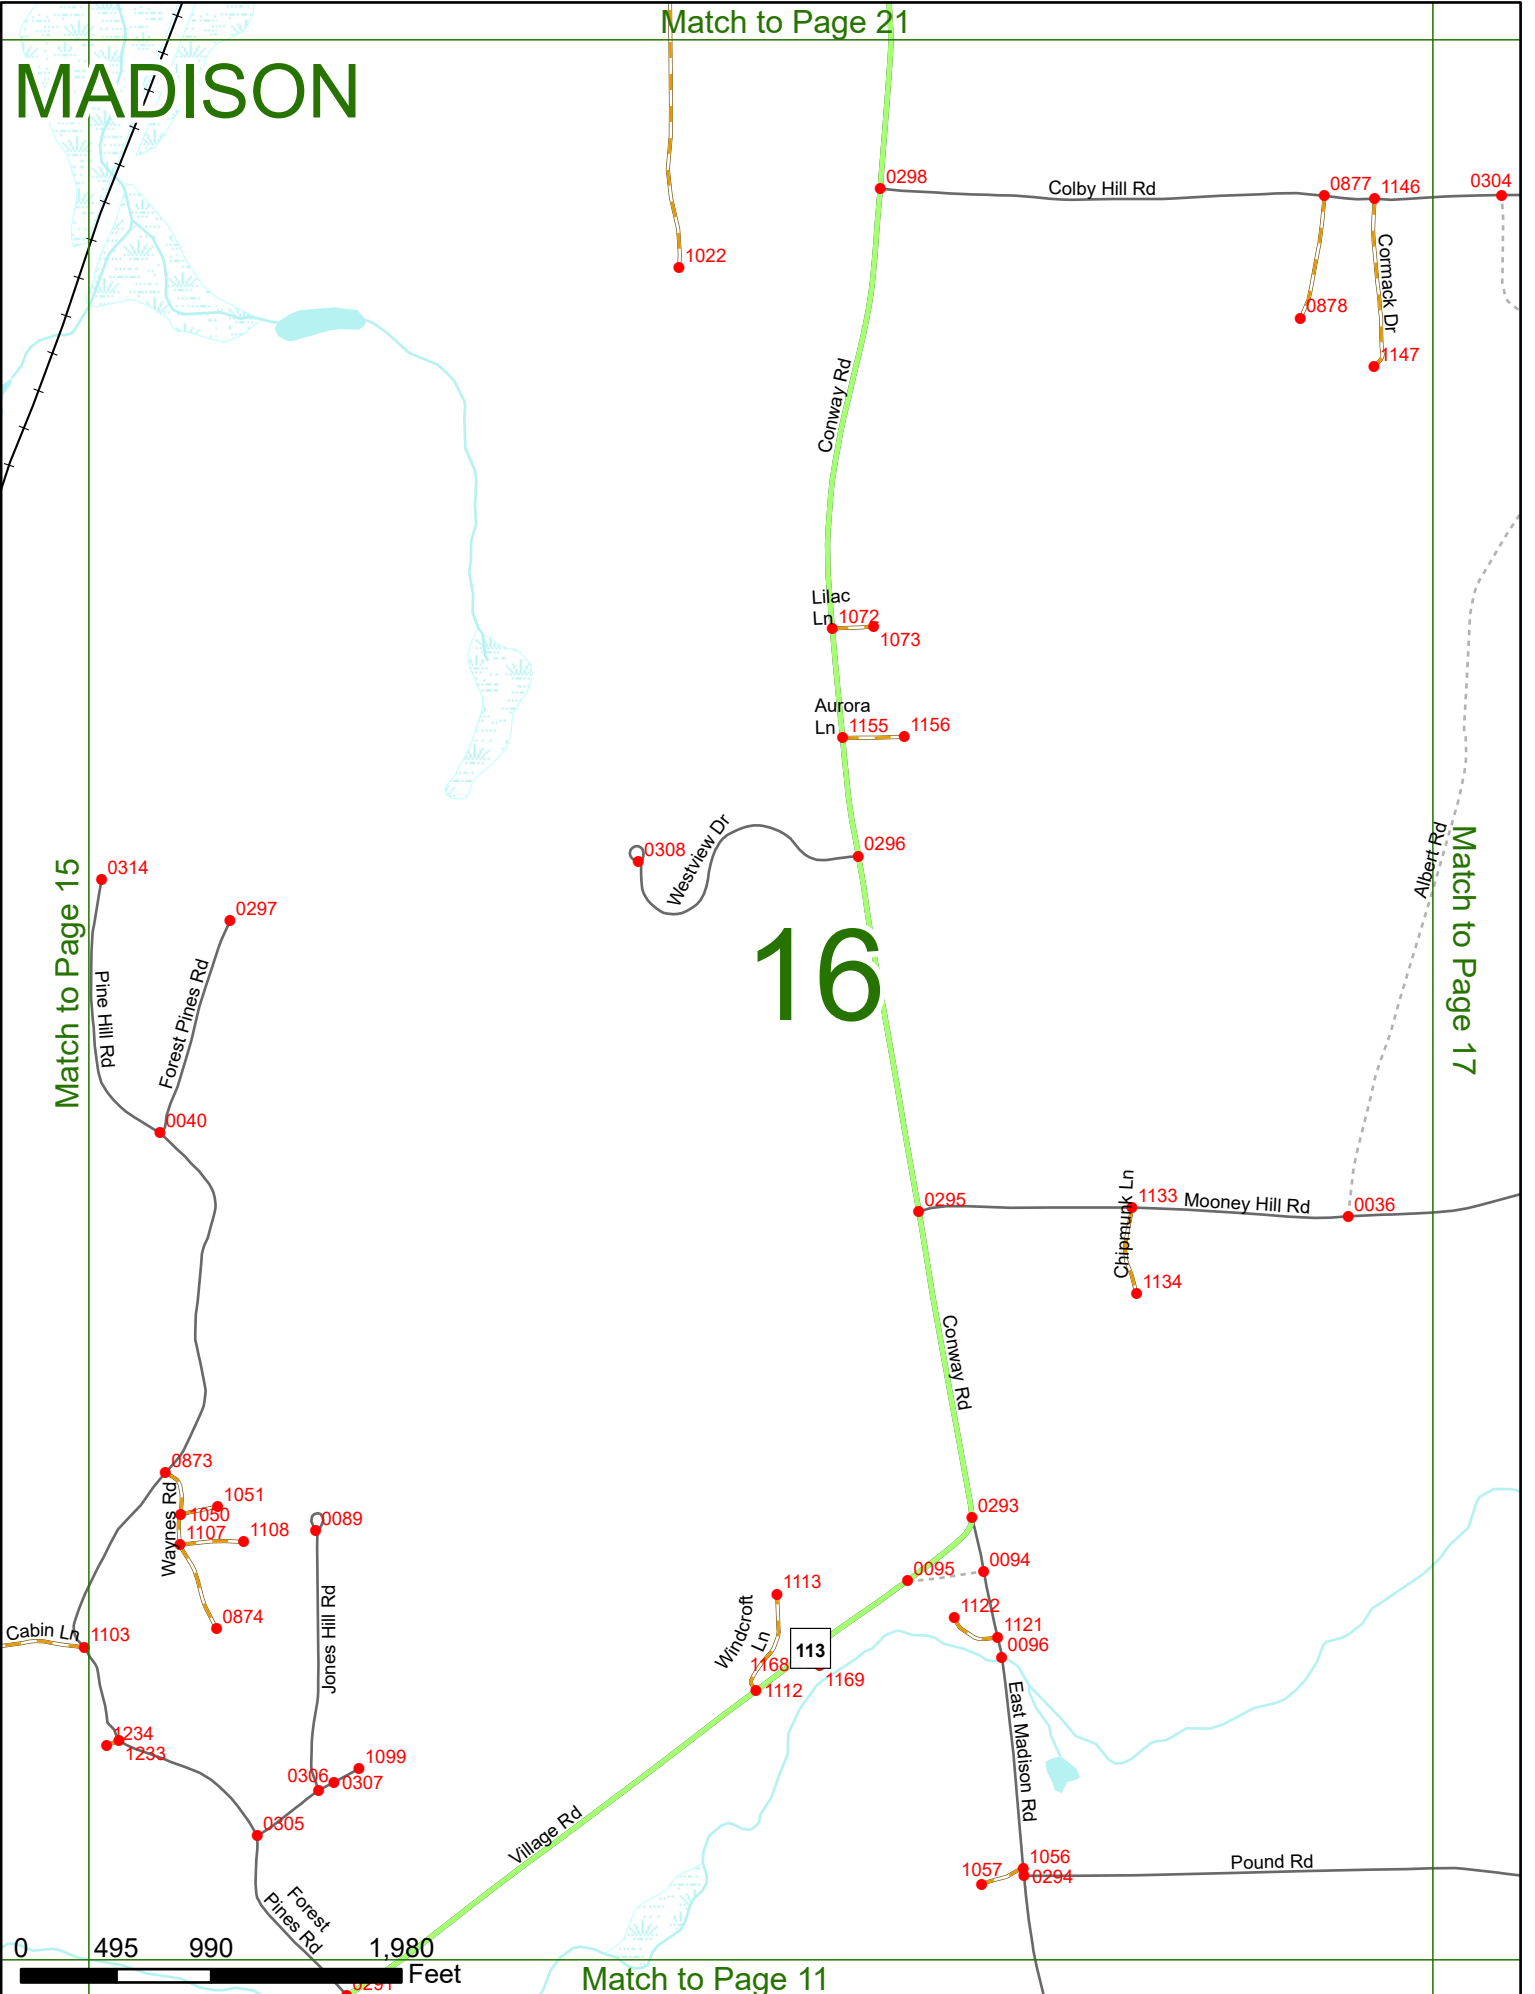 Match to Page 21
MADISON
0298
Colby Hill Rd
0877
1146
0304
1022
Cormack Dr
0878
1147
Conway Rd
Lilac
Ln
1072
1073
Aurora
Ln
1155
1156
0296
0308
Westview Dr
Albert Rd
Match to Page 17
Match to Page 15
0314
0297
16
Pine Hill Rd
Forest Pines Rd
0040
0295
Chipmunk Ln
1133
Mooney Hill Rd
0036
1134
Conway Rd
0873
1051
1050
Waynes Rd
1107
1108
0089
0293
0094
0095
Jones Hill Rd
1113
0874
1122
1121
0096
Cabin Ln
1103
Windcroft
Ln
113
1168
1169
1112
East Madison Rd
1234
1233
1099
0306
0307
0305
Village Rd
1056
1057
0294
Pound Rd
Forest
Pines Rd
0
495
990
1,980
Feet
0291
Match to Page 11